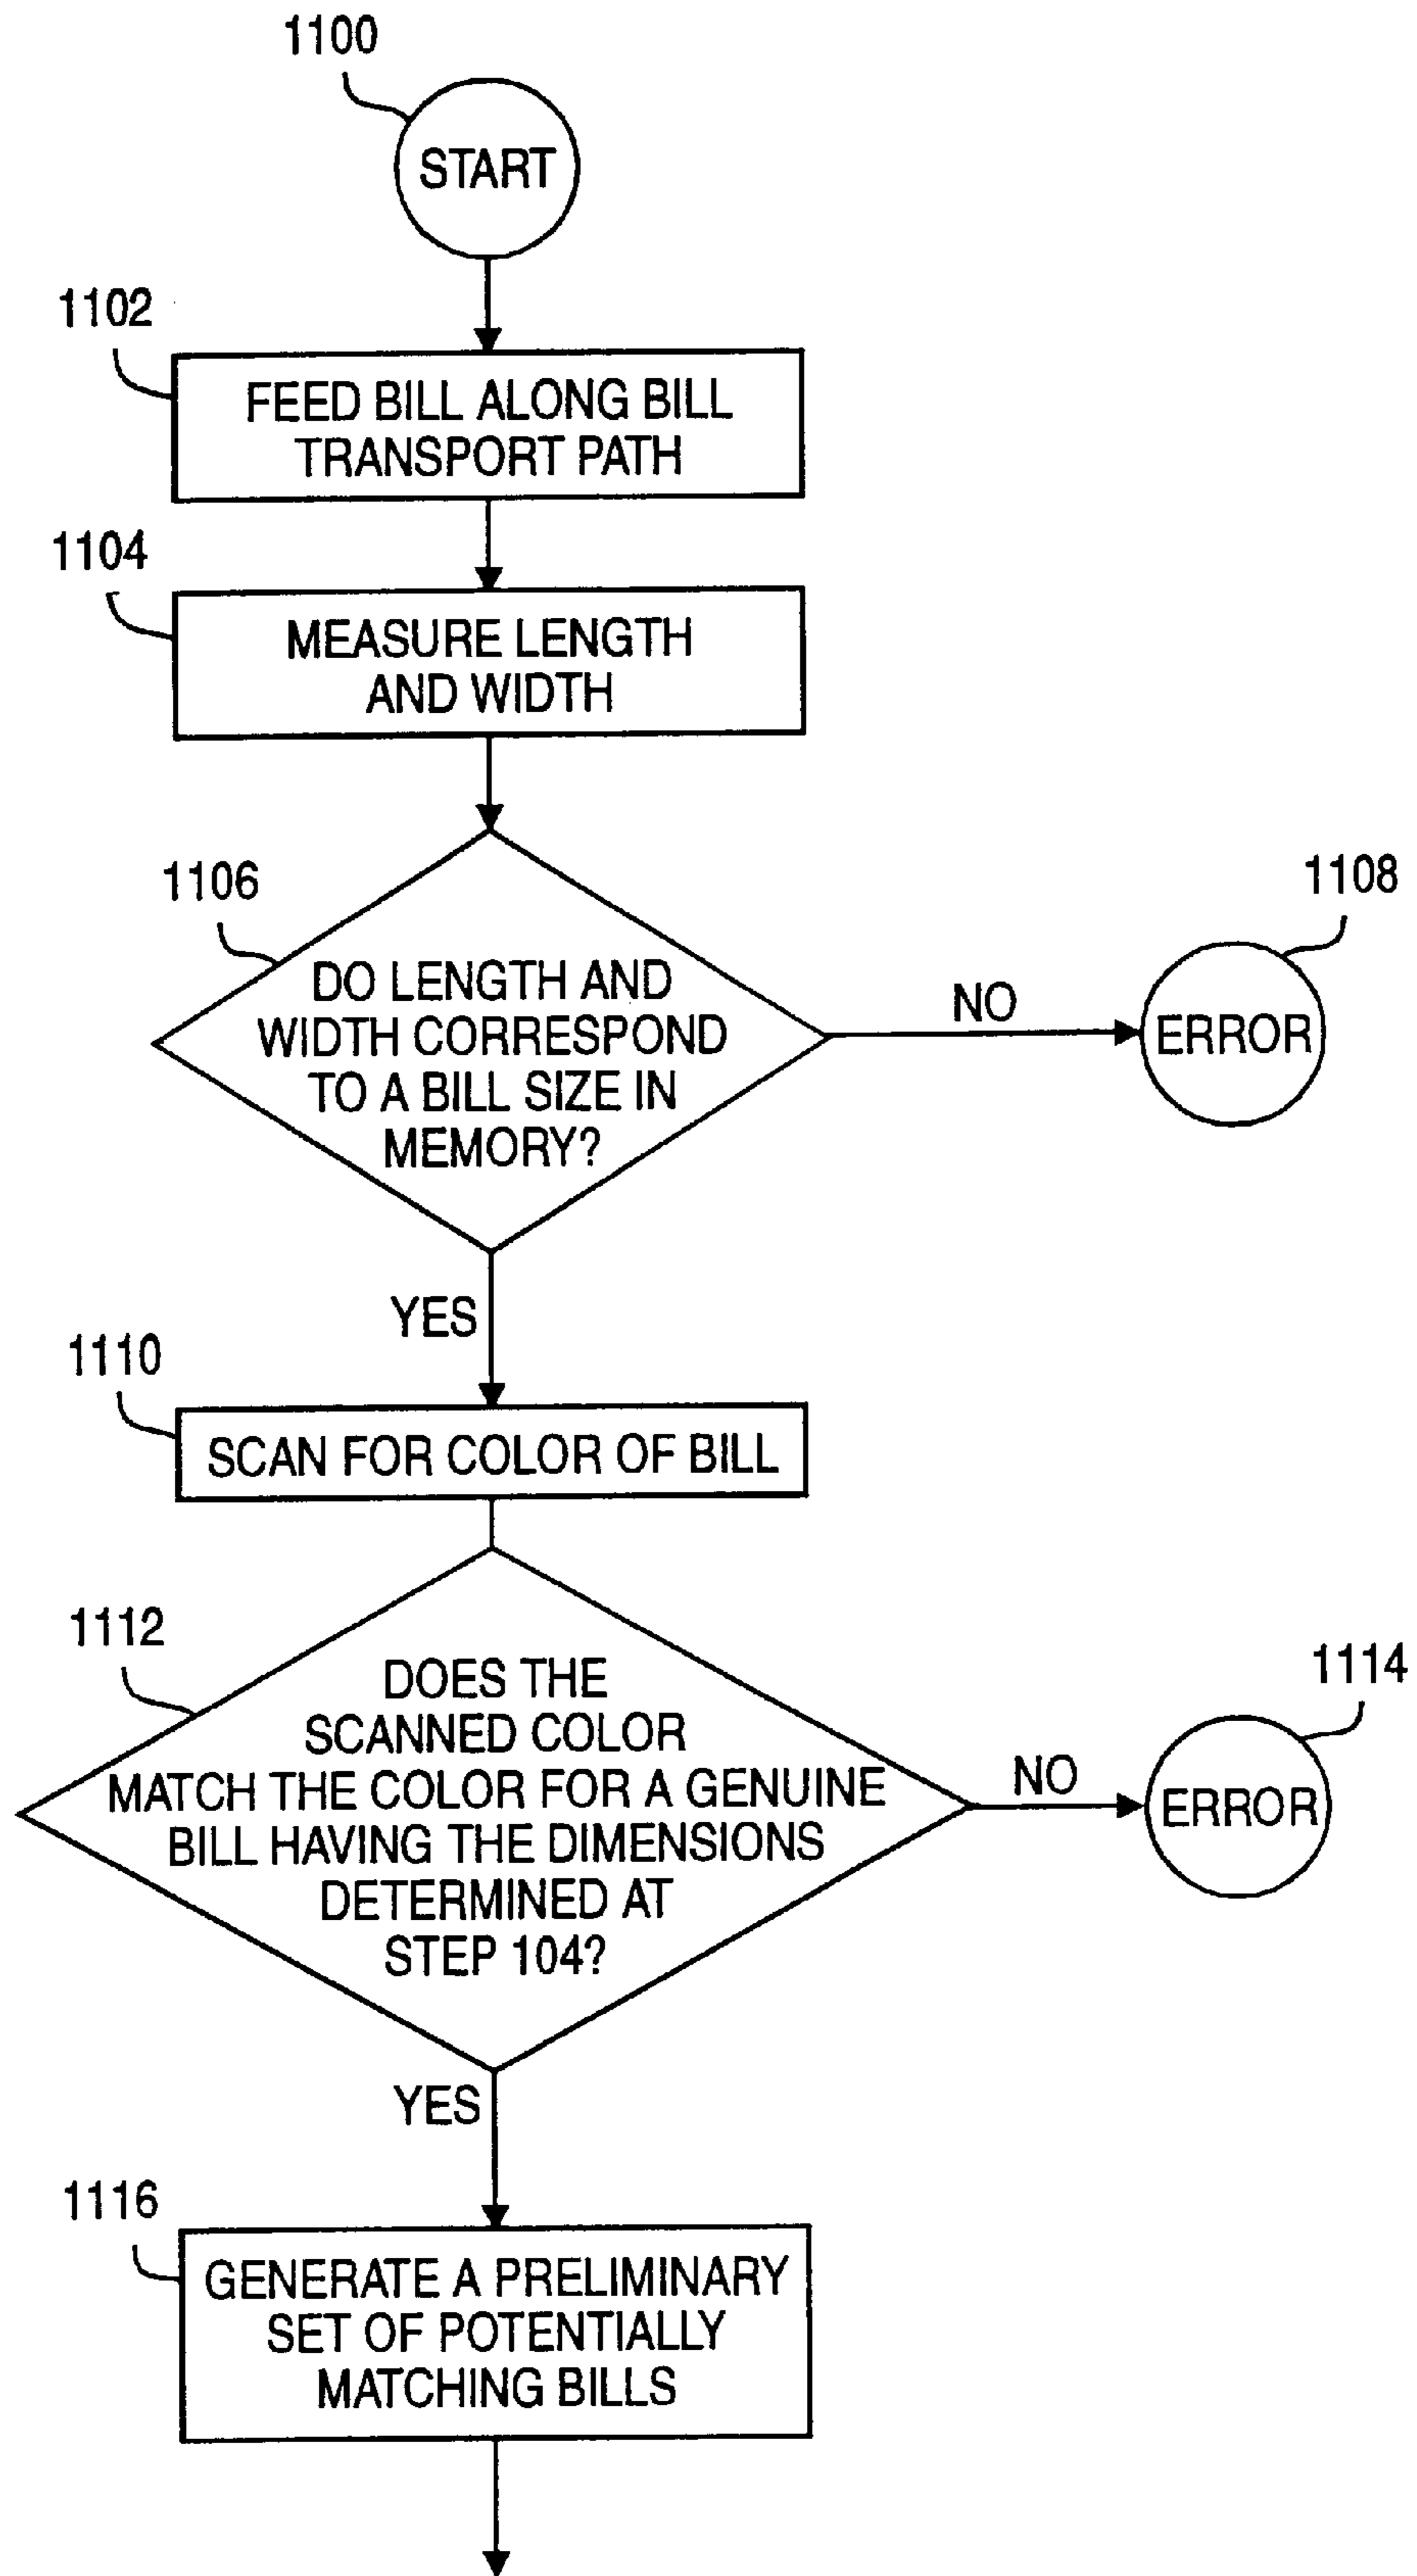 1100
START
1102
FEED BILL ALONG BILL
TRANSPORT PATH
1104
MEASURE LENGTH
AND WIDTH
1106
DO LENGTH AND
WIDTH CORRESPOND
TO A BILL SIZE IN
MEMORY?
NO
1108
ERROR
YES
1110
SCAN FOR COLOR OF BILL
1112
DOES THE
SCANNED COLOR
MATCH THE COLOR FOR A GENUINE
BILL HAVING THE DIMENSIONS
DETERMINED AT
STEP 104?
NO
1114
ERROR
YES
1116
GENERATE A PRELIMINARY
SET OF POTENTIALLY
MATCHING BILLS